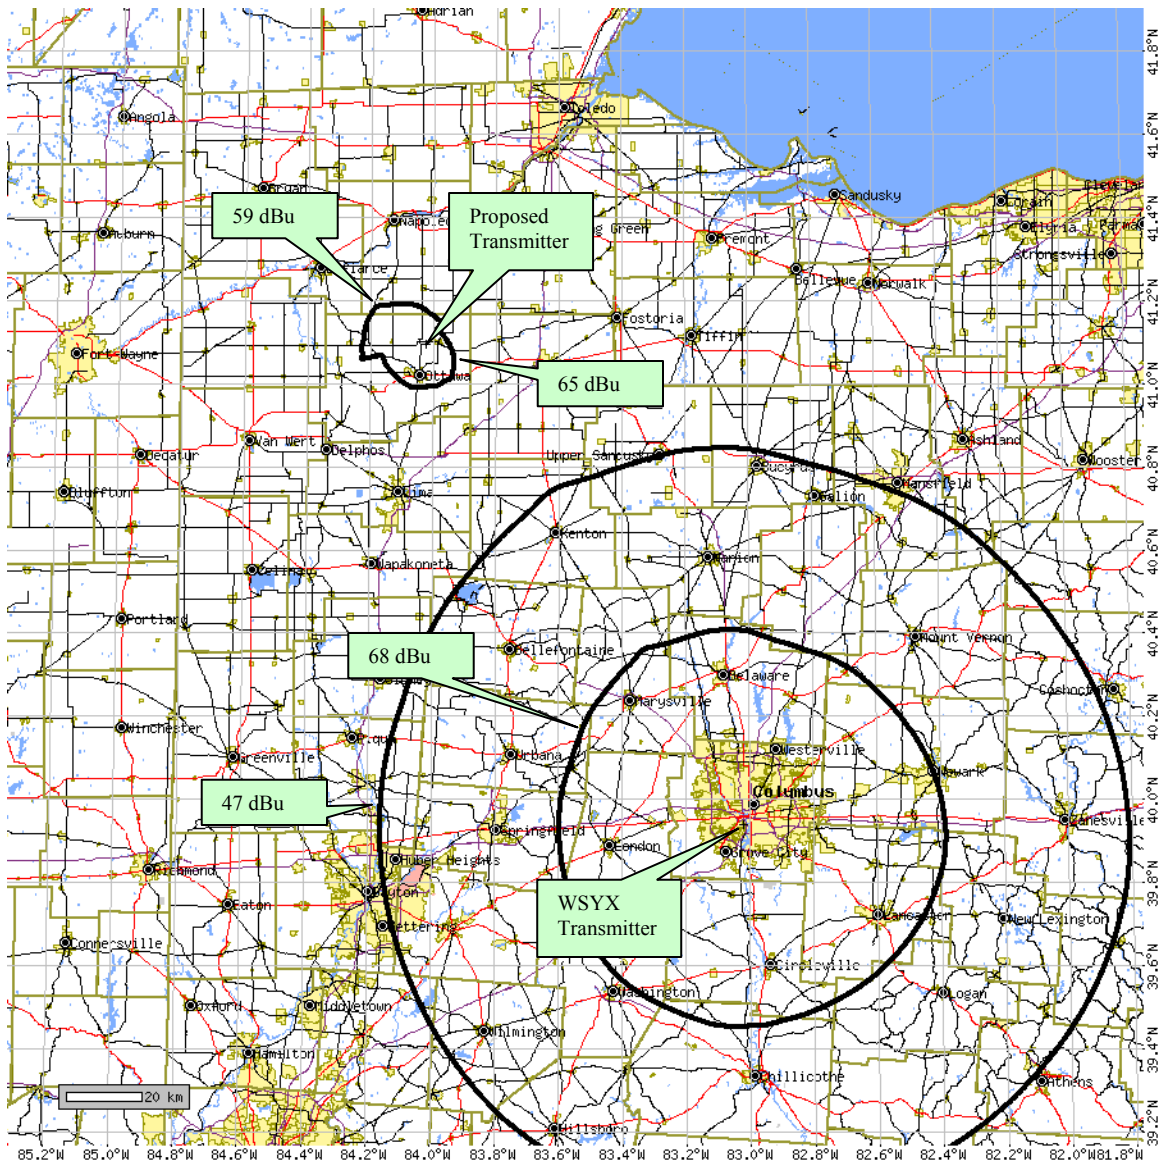 Adrian
41.8°N
Angola
Toledo
41.6°N
Bryan
Sandusky
Cleveland
Lorain
59 dBu
Proposed
Transmitter
Napoleon
41.4°N
Auburn
ng Green
Fremont
Elyria
Parma
Strongsville
Bellevue
Norwalk
41.2°N
Fostoria
Tiffin
Fort Wayne
Ottawa
65 dBu
41.0°N
Van Wert
Delphos
Ashland
Decatur
Upper Sandusky
Bucyrus
Wooster
40.8°N
Bluffton
Lima
Galion
Mansfield
Kenton
Marion
40.6°N
Wapakoneta
Celina
Portland
40.4°N
Mount Vernon
68 dBu
Bellefontaine
Delaware
Coshocton
Marysville
40.2°N
Winchester
Piqua
Greenville
Urbana
Westerville
Newark
47 dBu
Columbus
40.0°N
Springfield
Zanesville
London
Grove City
Huber Heights
Richmond
Dayton
39.8°N
Eaton
WSYX
Transmitter
Lancaster
New Lexington
Kettering
Connersville
Circleville
39.6°N
Washington
Logan
Oxford
Middletown
Wilmington
39.4°N
Hamilton
Chillicothe
Athens
20 km
Hillsboro
39.2°N
85.2°W
85.0°W
84.8°W
84.6°W
84.4°W
84.2°W
84.0°W
83.8°W
83.6°W
83.4°W
83.2°W
83.0°W
82.8°W
82.6°W
82.4°W
82.2°W
82.0°W
81.8°W